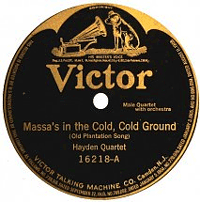 HIS MASTER'S VOICE
Victor
Male Quartet
with orchestra
Massa's in the Cold, Cold Ground
(Old Plantation Song)
Hayden Quartet
16218-A
VICTOR TALKING MACHINE CO. Camden, N.J.